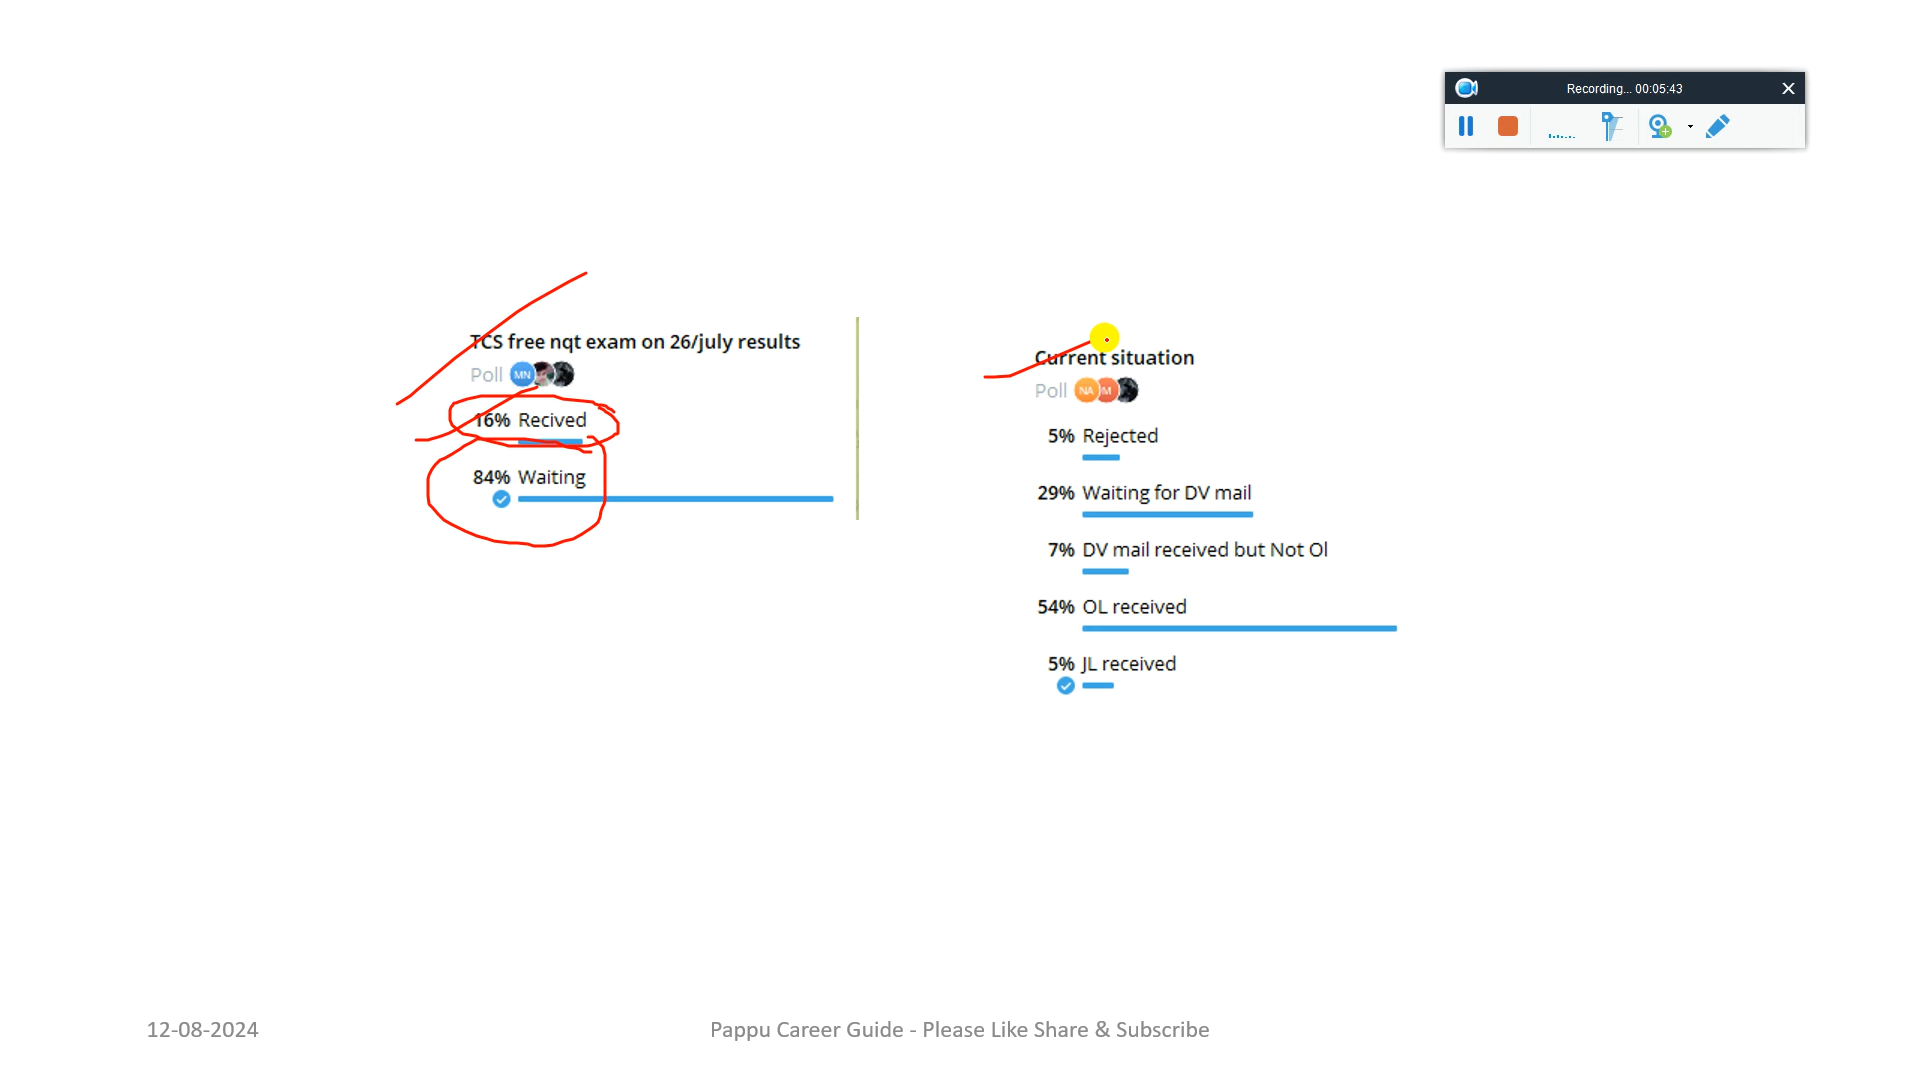 Recording... 00:05:43
TCS free nqt exam on 26/july results
Poll MN
16% Recived
84% Waiting
Current situation
Poll NA M
5% Rejected
29% Waiting for DV mail
7% DV mail received but Not Ol
54% OL received
5% JL received
12-08-2024
Pappu Career Guide - Please Like Share & Subscribe